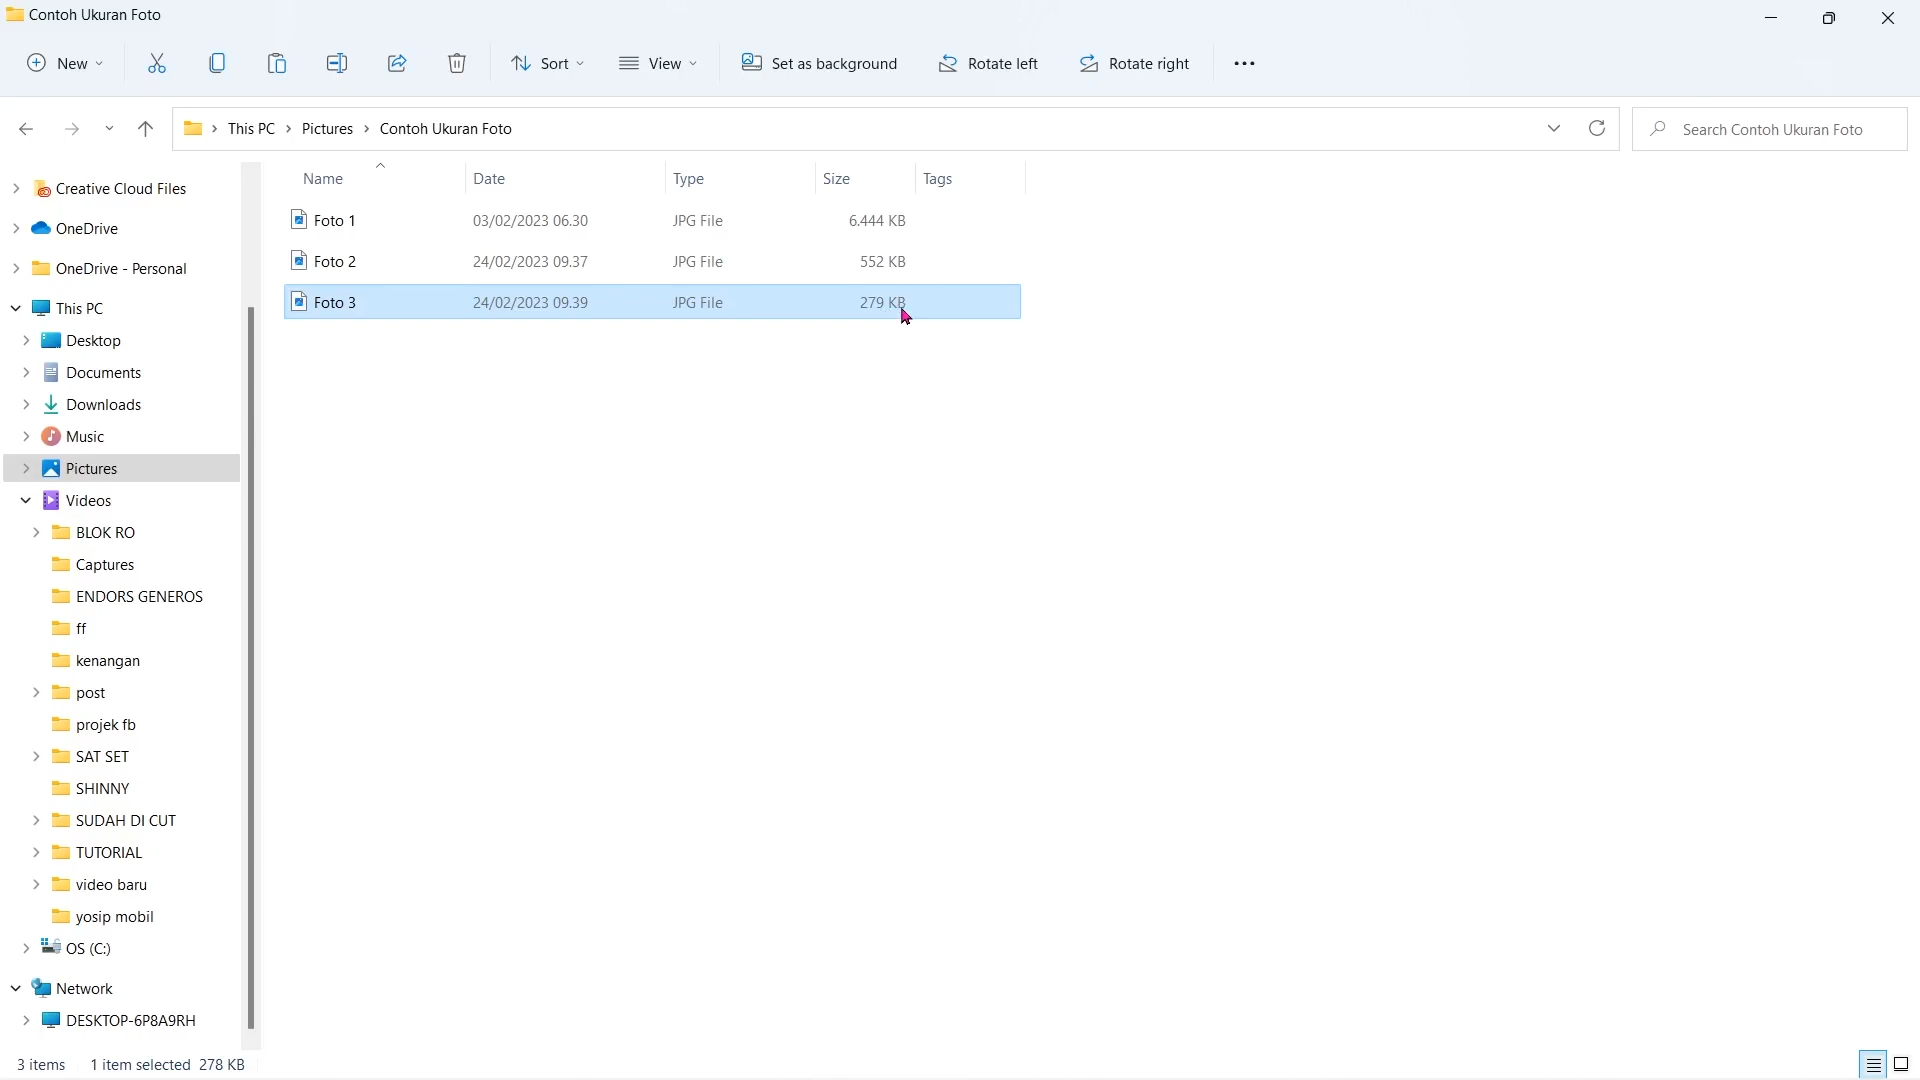 Contoh Ukuran Foto
New
Sort
View
Set as background
Rotate left
Rotate right
This PC > Pictures > Contoh Ukuran Foto
Search Contoh Ukuran Foto
Creative Cloud Files
OneDrive
OneDrive - Personal
This PC
Desktop
Documents
Downloads
Music
Pictures
Videos
BLOK RO
Captures
ENDORS GENEROS
ff
kenangan
post
projek fb
SAT SET
SHINNY
SUDAH DI CUT
TUTORIAL
video baru
yosip mobil
OS (C:)
Network
DESKTOP-6P8A9RH
Name Date Type Size Tags
Foto 1 03/02/2023 06.30 JPG File 6.444 KB
Foto 2 24/02/2023 09.37 JPG File 552 KB
Foto 3 24/02/2023 09.39 JPG File 279 KB
3 items 1 item selected 278 KB